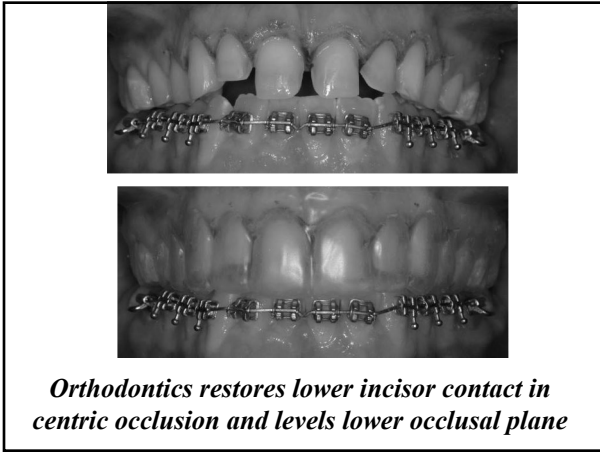 Orthodontics restores lower incisor contact in
centric occlusion and levels lower occlusal plane